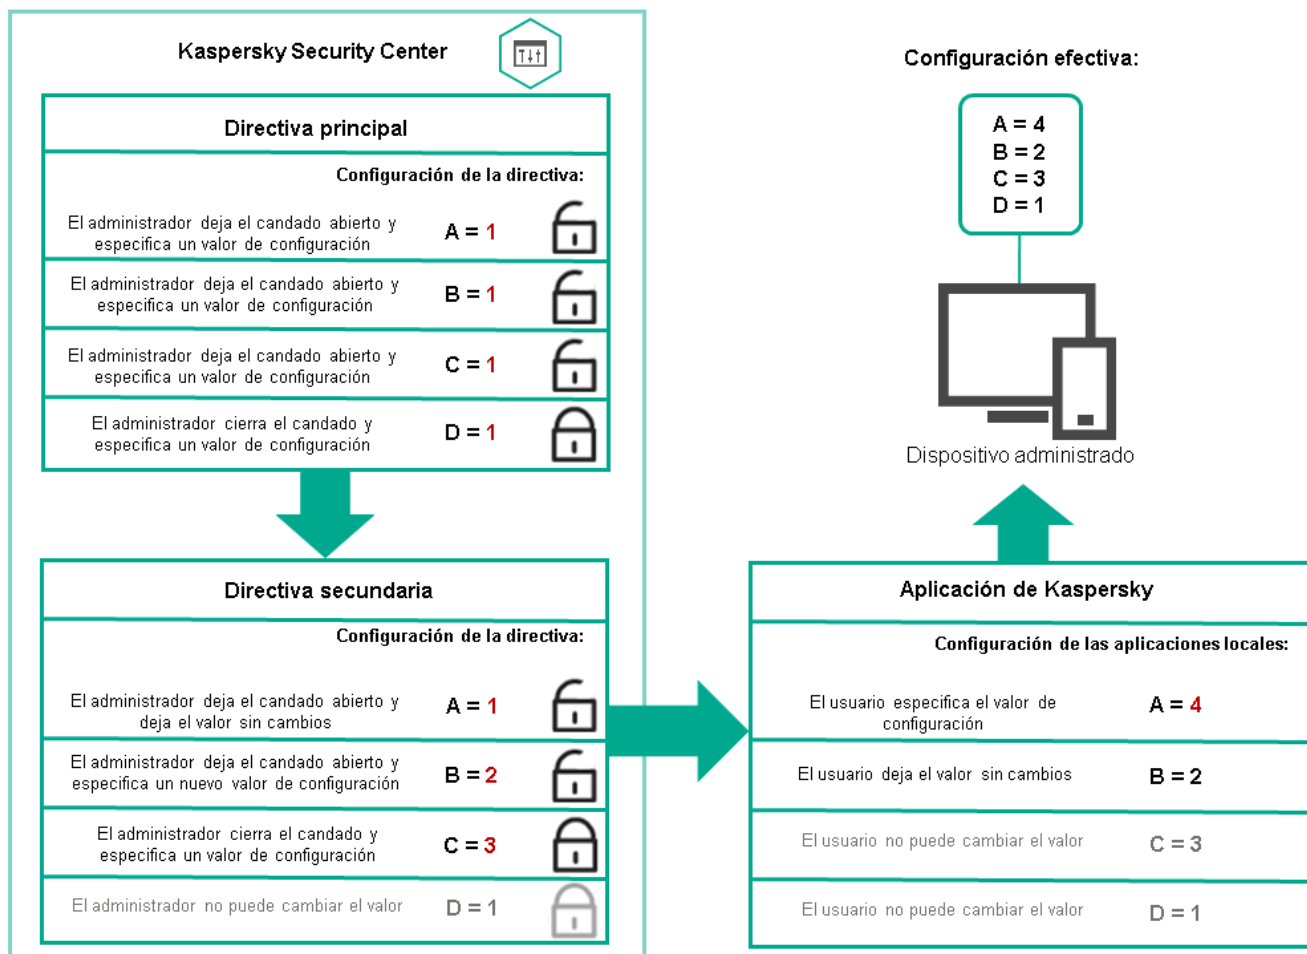 Kaspersky Security Center
Directiva principal
Configuración de la directiva:
El administrador deja el candado abierto y
especifica un valor de configuración
A = 1
El administrador deja el candado abierto y
especifica un valor de configuración
B = 1
El administrador deja el candado abierto y
especifica un valor de configuración
C = 1
El administrador cierra el candado y
especifica un valor de configuración
D = 1
Directiva secundaria
Configuración de la directiva:
El administrador deja el candado abierto y
deja el valor sin cambios
A = 1
El administrador deja el candado abierto y
especifica un nuevo valor de configuración
B = 2
El administrador cierra el candado y
especifica un valor de configuración
C = 3
El administrador no puede cambiar el valor
D = 1
Configuración efectiva:
A = 4
B = 2
C = 3
D = 1
Dispositivo administrado
Aplicación de Kaspersky
Configuración de las aplicaciones locales:
El usuario especifica el valor de
configuración
A = 4
El usuario deja el valor sin cambios
B = 2
El usuario no puede cambiar el valor
C = 3
El usuario no puede cambiar el valor
D = 1